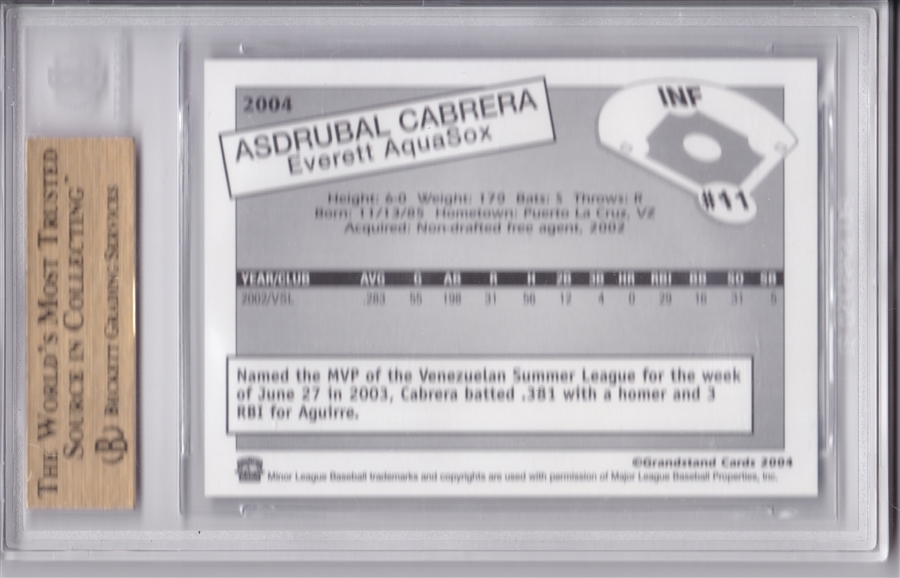 THE WORLD'S MOST TRUSTED
SOURCE IN COLLECTING™
BECKETT GRADING SERVICES
2004
ASDRUBAL CABRERA
Everett AquaSox
INF
#11
Height: 6-0 Weight: 179 Bats: S Throws: R
Born: 11/13/85 Hometown: Puerto La Cruz, VZ
Acquired: Non-drafted free agent, 2002
YEAR/CLUB AVG G AB R H 2B 3B HR RBI BB SO SB
2002/VSL .283 55 198 31 56 12 4 0 29 16 31 5
Named the MVP of the Venezuelan Summer League for the week
of June 27 in 2003, Cabrera batted .381 with a homer and 3
RBI for Aguirre.
©Grandstand Cards 2004
Minor League Baseball trademarks and copyrights are used with permission of Major League Baseball Properties, Inc.